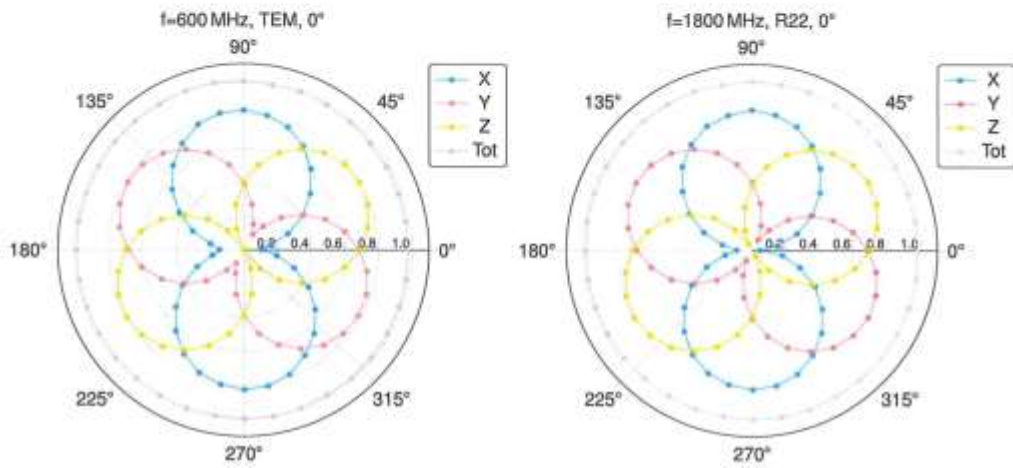 f=600 MHz, TEM, 0°
90°
135°
45°
180°
0.2 0.4 0.6 0.8 1.0
0°
225°
315°
270°
X
Y
Z
Tot
f=1800 MHz, R22, 0°
90°
135°
45°
180°
0.2 0.4 0.6 0.8 1.0
0°
225°
315°
270°
X
Y
Z
Tot